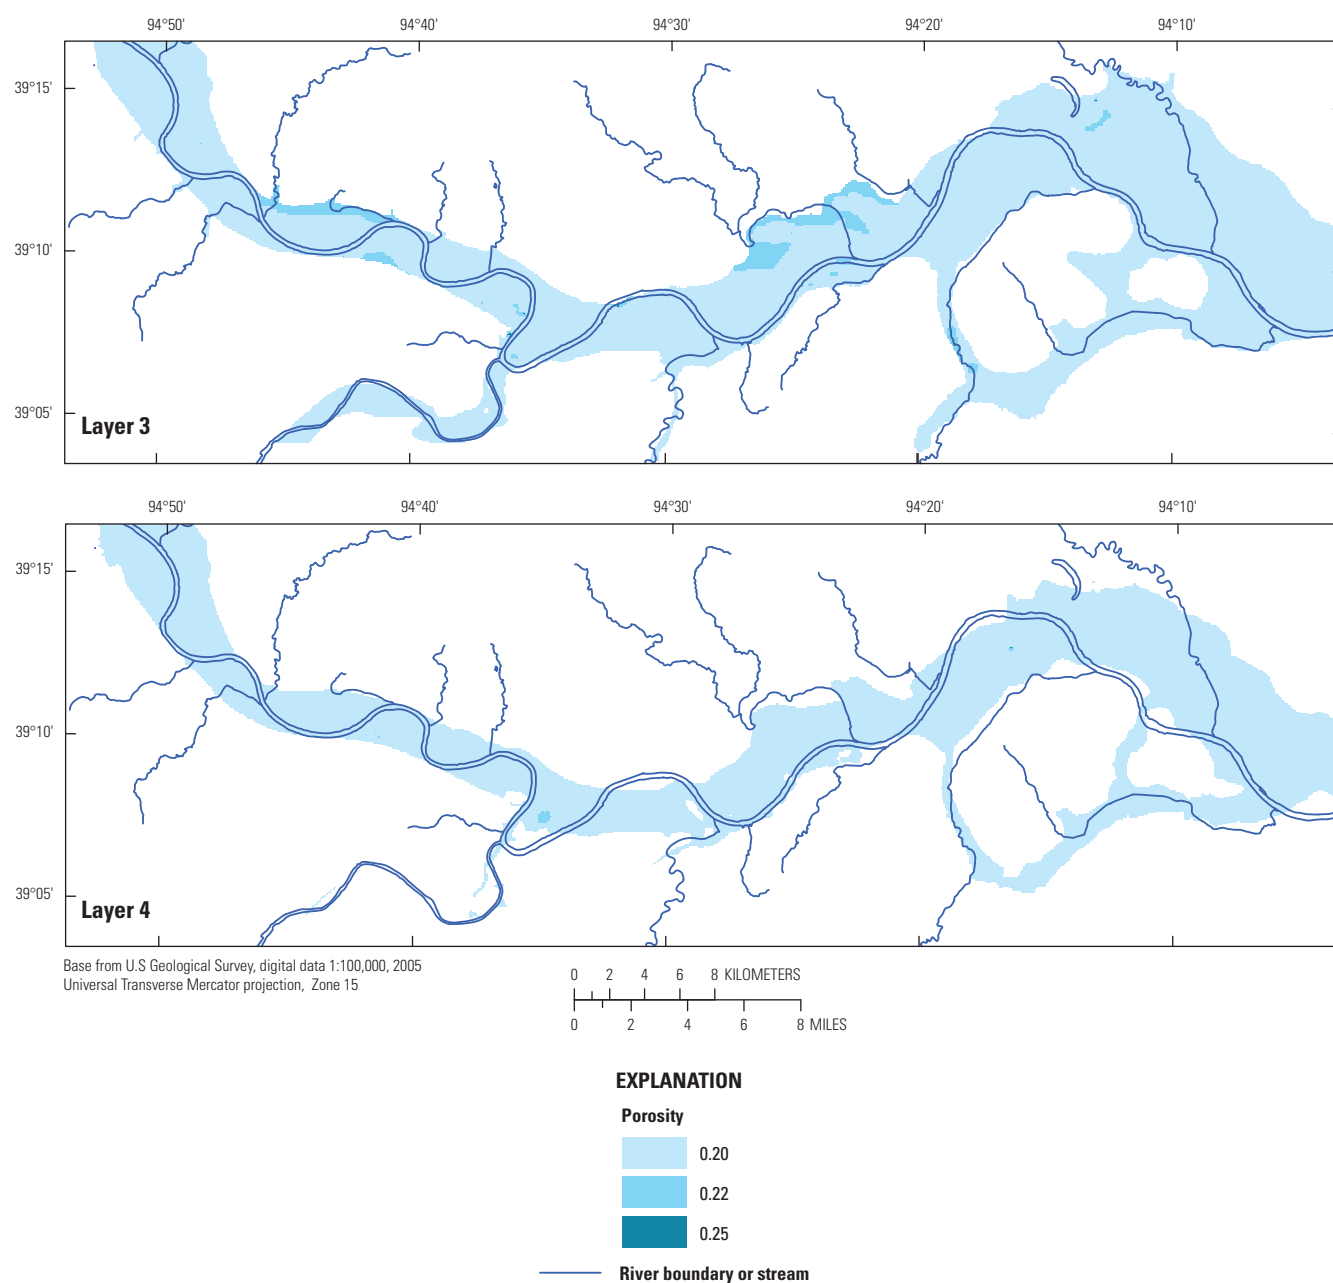 94°50' 94°40' 94°30' 94°20' 94°10'
39°15'
39°10'
39°05'
Layer 3
94°50' 94°40' 94°30' 94°20' 94°10'
39°15'
39°10'
39°05'
Layer 4
Base from U.S Geological Survey, digital data 1:100,000, 2005
Universal Transverse Mercator projection, Zone 15
0 2 4 6 8 KILOMETERS
0 2 4 6 8 MILES
EXPLANATION
Porosity
0.20
0.22
0.25
River boundary or stream